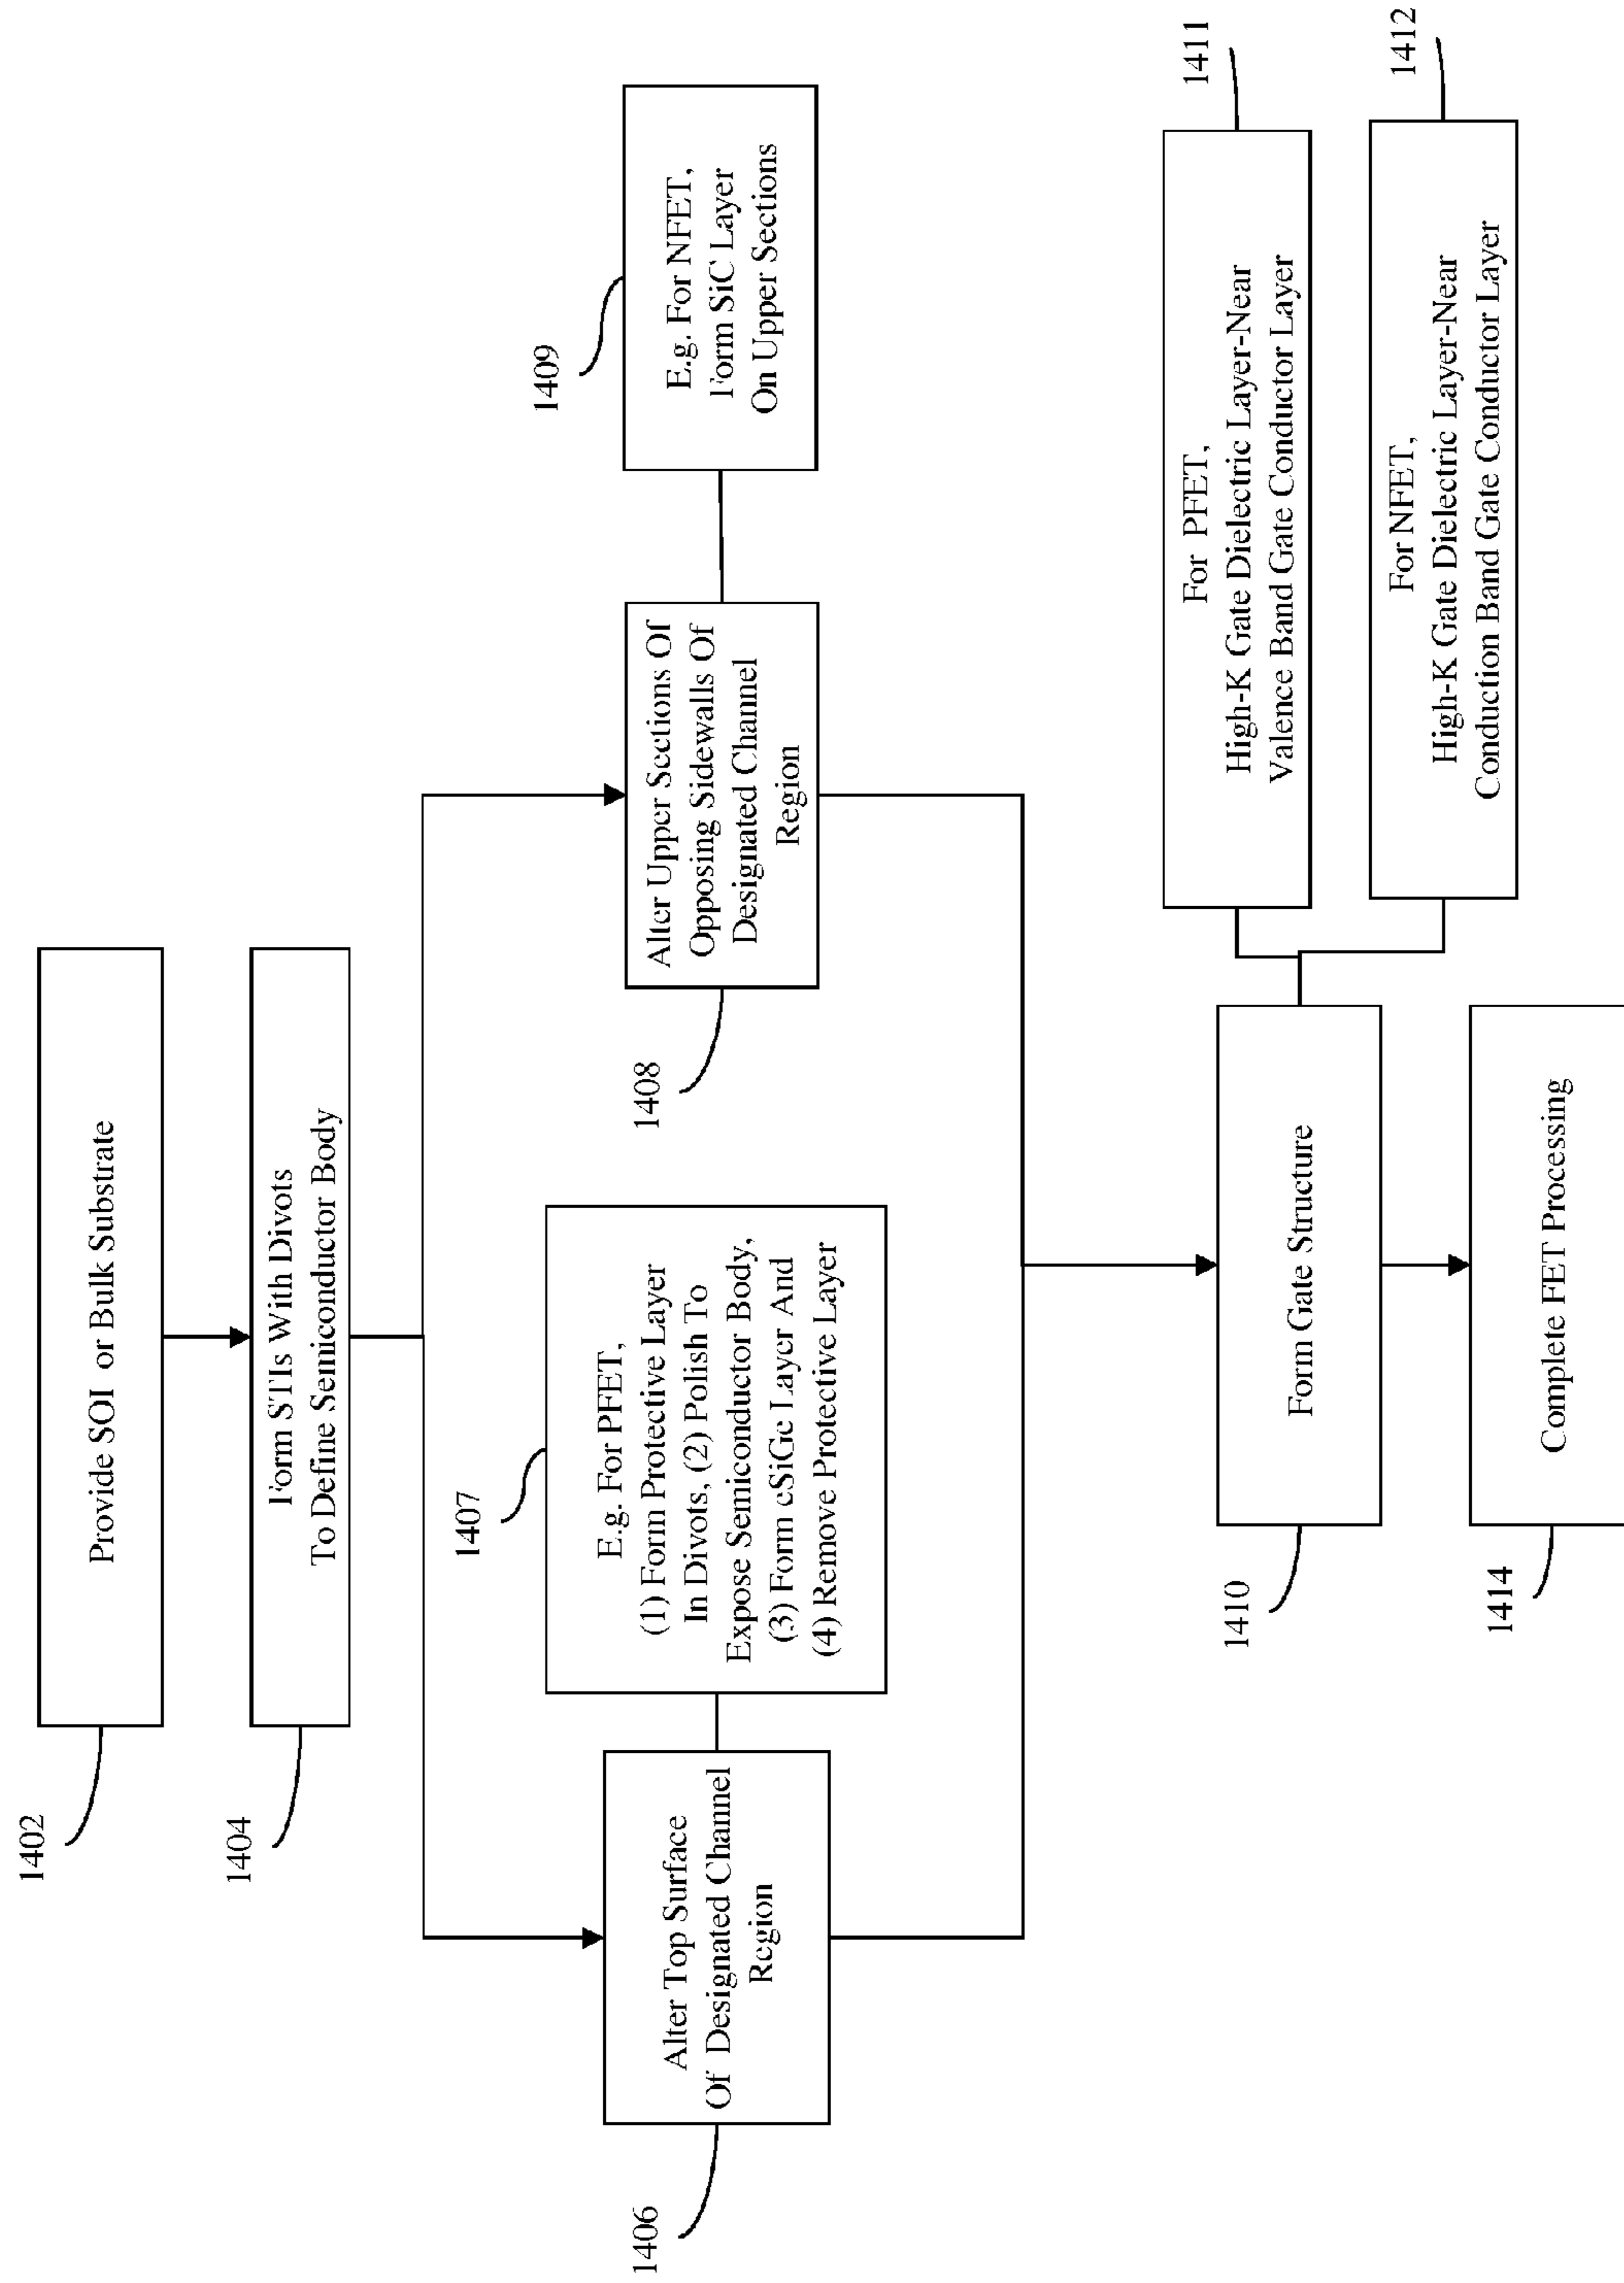 1402
Provide SOI or Bulk Substrate
1404
Form STIs With Divots
To Define Semiconductor Body
1406
Alter Top Surface
Of Designated Channel
Region
1407
E.g. For PFET,
(1) Form Protective Layer
In Divots, (2) Polish To
Expose Semiconductor Body,
(3) Form eSiGe Layer And
(4) Remove Protective Layer
1408
Alter Upper Sections Of
Opposing Sidewalls Of
Designated Channel
Region
1409
E.g. For NFET,
Form SiC Layer
On Upper Sections
1410
Form Gate Structure
1411
For PFET,
High-K Gate Dielectric Layer-Near
Valence Band Gate Conductor Layer
1412
For NFET,
High-K Gate Dielectric Layer-Near
Conduction Band Gate Conductor Layer
1414
Complete FET Processing